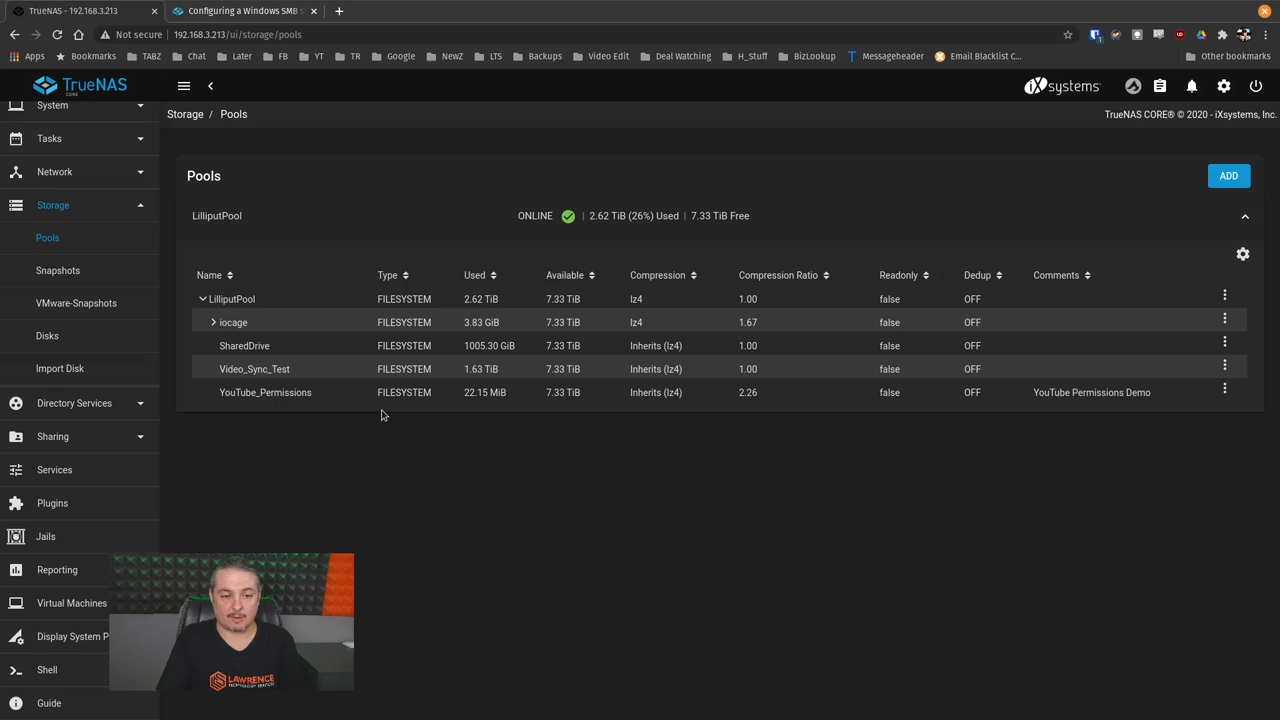 TrueNAS - 192.168.3.213
Configuring a Windows SMB s
Not secure
192.168.3.213/ui/storage/pools
Apps
Bookmarks
TABZ
Chat
Later
FB
YT
TR
Google
NewZ
LTS
Backups
Video Edit
Deal Watching
H_Stuff
BizLookup
Messageheader
Email Blacklist C...
Other bookmarks
TrueNAS
CORE
iXsystems
Storage / Pools
TrueNAS CORE® © 2020 - iXsystems, Inc.
System
Tasks
Network
Storage
Pools
Snapshots
VMware-Snapshots
Disks
Import Disk
Directory Services
Sharing
Services
Plugins
Jails
Reporting
Virtual Machines
Display System P
Shell
Guide
Pools
ADD
LilliputPool ONLINE | 2.62 TiB (26%) Used | 7.33 TiB Free
Name Type Used Available Compression Compression Ratio Readonly Dedup Comments
LilliputPool FILESYSTEM 2.62 TiB 7.33 TiB lz4 1.00 false OFF
iocage FILESYSTEM 3.83 GiB 7.33 TiB lz4 1.67 false OFF
SharedDrive FILESYSTEM 1005.30 GiB 7.33 TiB Inherits (lz4) 1.00 false OFF
Video_Sync_Test FILESYSTEM 1.63 TiB 7.33 TiB Inherits (lz4) 1.00 false OFF
YouTube_Permissions FILESYSTEM 22.15 MiB 7.33 TiB Inherits (lz4) 2.26 false OFF YouTube Permissions Demo
LAWRENCE
TECHNOLOGY SERVICES